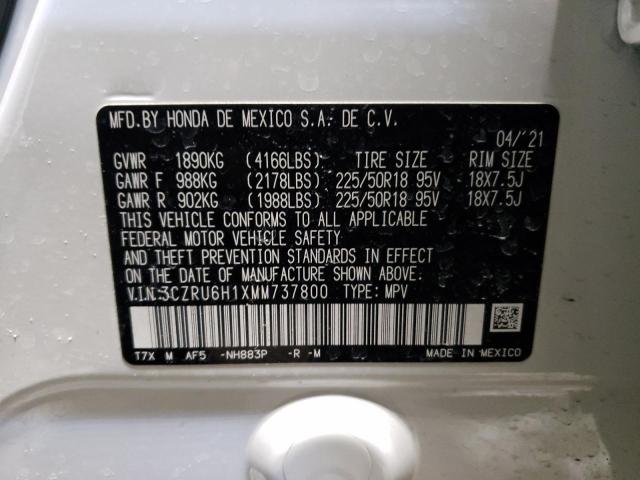 MFD.BY HONDA DE MEXICO S.A. DE C.V.
04/'21
GVWR 1890KG (4166LBS) TIRE SIZE RIM SIZE
GAWR F 988KG (2178LBS) 225/50R18 95V 18X7.5J
GAWR R 902KG (1988LBS) 225/50R18 95V 18X7.5J
THIS VEHICLE CONFORMS TO ALL APPLICABLE
FEDERAL MOTOR VEHICLE SAFETY
AND THEFT PREVENTION STANDARDS IN EFFECT
ON THE DATE OF MANUFACTURE SHOWN ABOVE.
V.I.N:3CZRU6H1XMM737800 TYPE: MPV
T7X M AF5 -NH883P -R -M MADE IN MEXICO